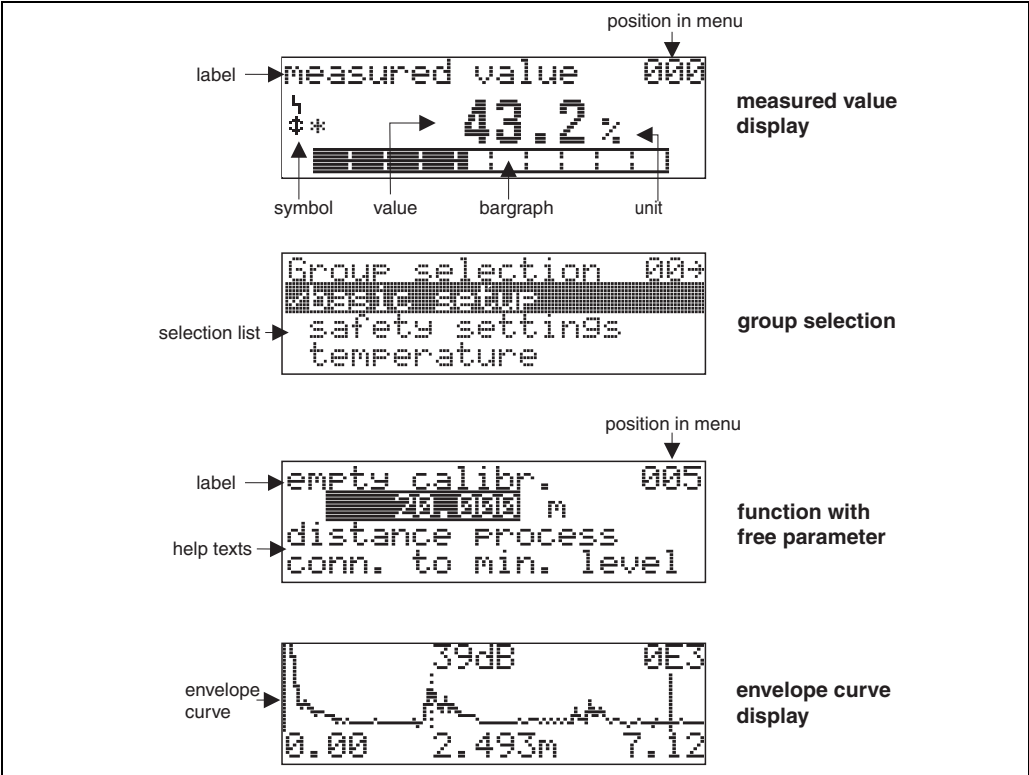 position in menu
label
measured value 000
43.2 %
measured value
display
symbol
value
bargraph
unit
Group selection 00→
✓basic setup
safety settings
temperature
selection list
group selection
position in menu
label
empty calibr. 005
20.000 m
distance process
conn. to min. level
help texts
function with
free parameter
39dB 0E3
envelope
curve
0.00 2.493m 7.12
envelope curve
display